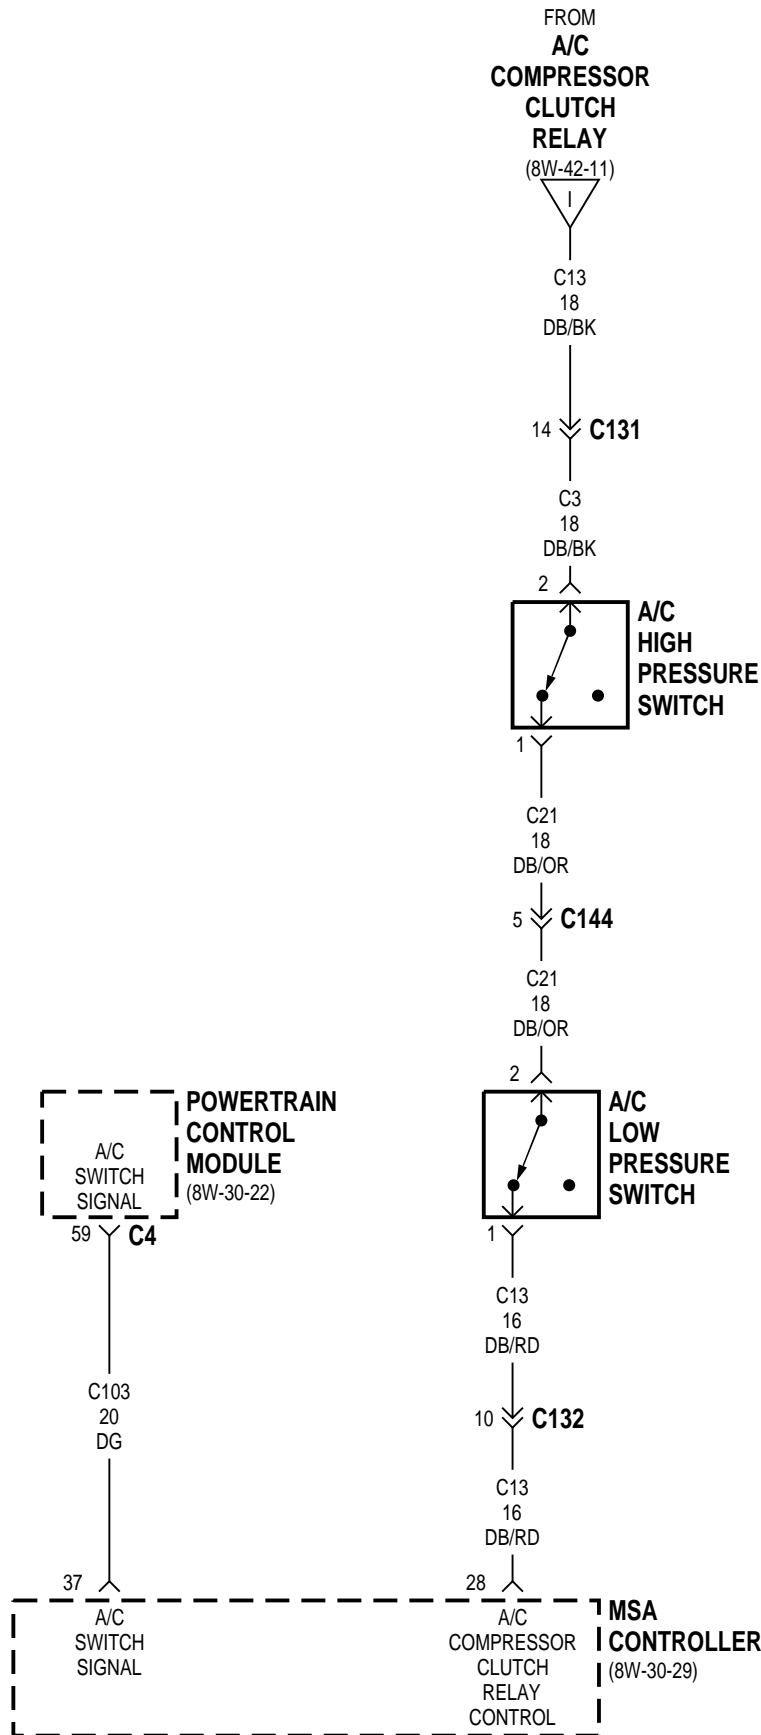 FROM
A/C
COMPRESSOR
CLUTCH
RELAY
(8W-42-11)
I
C13
18
DB/BK
14 C131
C3
18
DB/BK
2
A/C
HIGH
PRESSURE
SWITCH
1
C21
18
DB/OR
5 C144
C21
18
DB/OR
2
A/C
LOW
PRESSURE
SWITCH
1
POWERTRAIN
CONTROL
MODULE
(8W-30-22)
A/C
SWITCH
SIGNAL
59 C4
C103
20
DG
37
C13
16
DB/RD
10 C132
C13
16
DB/RD
28
A/C
SWITCH
SIGNAL
A/C
COMPRESSOR
CLUTCH
RELAY
CONTROL
MSA
CONTROLLER
(8W-30-29)